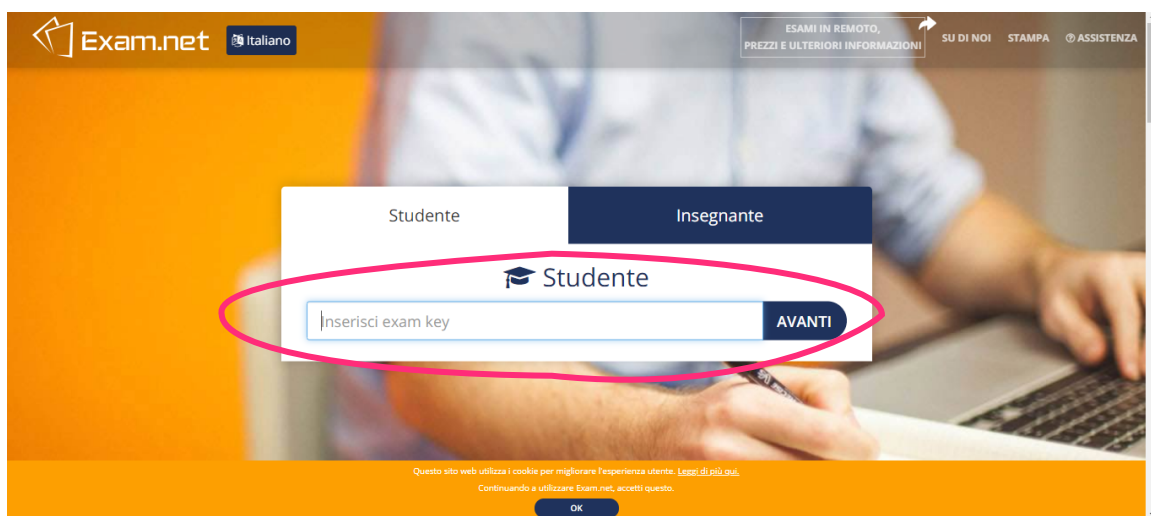 Exam.net
Italiano
ESAMI IN REMOTO,
PREZZI E ULTERIORI INFORMAZIONI
SU DI NOI
STAMPA
ASSISTENZA
Studente
Insegnante
Studente
Inserisci exam key
AVANTI
Questo sito web utilizza i cookie per migliorare l'esperienza utente. Leggi di più qui.
Continuando a utilizzare Exam.net, accetti questo.
OK